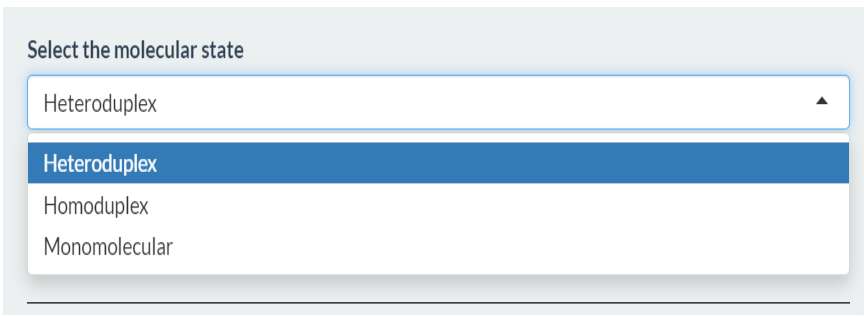 Select the molecular state
Heteroduplex
Heteroduplex
Homoduplex
Monomolecular